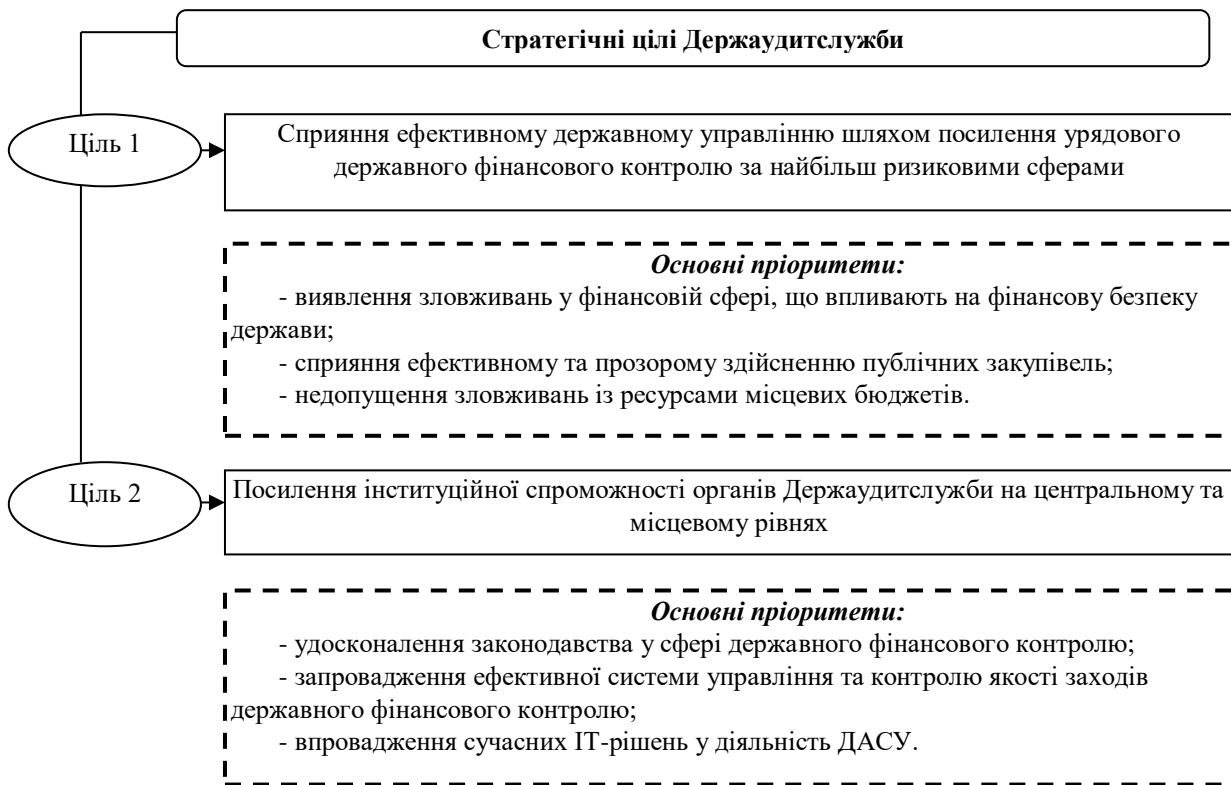 Стратегічні цілі Держаудитслужби
Ціль 1
Сприяння ефективному державному управлінню шляхом посилення урядового
державного фінансового контролю за найбільш ризиковими сферами
Основні пріоритети:
- виявлення зловживань у фінансовій сфері, що впливають на фінансову безпеку
держави;
- сприяння ефективному та прозорому здійсненню публічних закупівель;
- недопущення зловживань із ресурсами місцевих бюджетів.
Ціль 2
Посилення інституційної спроможності органів Держаудитслужби на центральному та
місцевому рівнях
Основні пріоритети:
- удосконалення законодавства у сфері державного фінансового контролю;
- запровадження ефективної системи управління та контролю якості заходів
державного фінансового контролю;
- впровадження сучасних ІТ-рішень у діяльність ДАСУ.